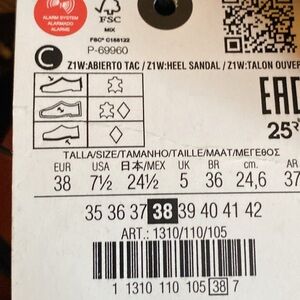 ALARM SYSTEM
ALARMADO
ALARME
FSC
MIX
FSC® C158122
P-69960
C
Z1W:ABIERTO TAC / Z1W:HEEL SANDAL / Z1W:TALON OUVER
EAC
25
TALLA/SIZE/TAMANHO/TAILLE/MAAT/ΜΕΓΕΘΟΣ
EUR USA 日本/MEX UK BR cm. AR
38 7½ 24½ 5 36 24,6 37
35 36 37 38 39 40 41 42
ART.: 1310/110/105
1 1310 110 105 38 7